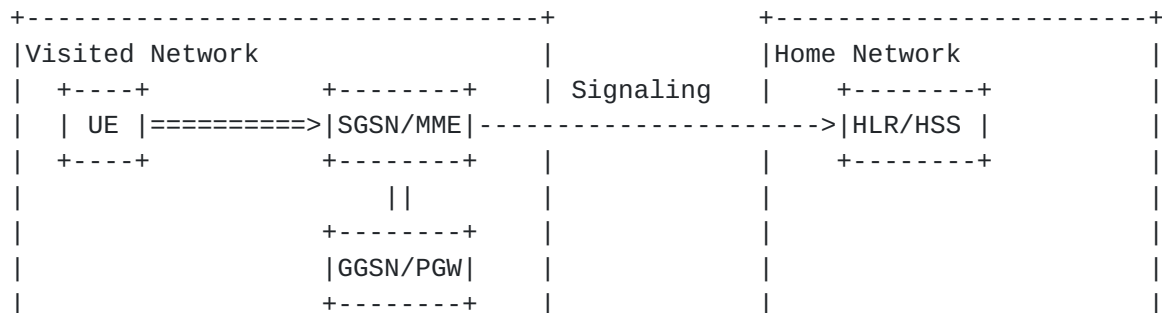 +---------------------------------+             +------------------------+
|Visited Network                  |             |Home Network            |
|  +----+           +--------+    | Signaling   |    +--------+          |
|  | UE |==========>|SGSN/MME|---------------------->|HLR/HSS |          |
|  +----+           +--------+    |             |    +--------+          |
|                       ||        |             |                        |
|                   +--------+    |             |                        |
|                   |GGSN/PGW|    |             |                        |
|                   +--------+    |             |                        |